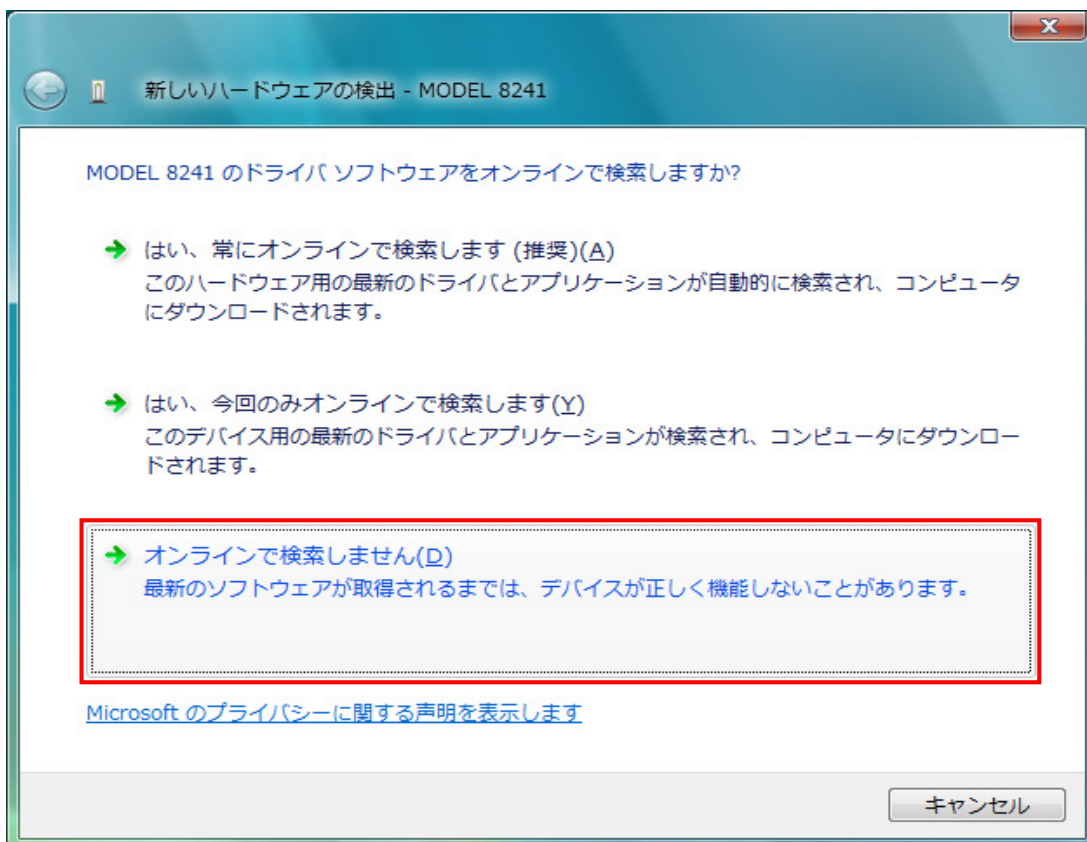 新しいハードウェアの検出 - MODEL 8241
MODEL 8241 のドライバ ソフトウェアをオンラインで検索しますか?
はい、常にオンラインで検索します (推奨)(A)
このハードウェア用の最新のドライバとアプリケーションが自動的に検索され、コンピュータ
にダウンロードされます。
はい、今回のみオンラインで検索します(Y)
このデバイス用の最新のドライバとアプリケーションが検索され、コンピュータにダウンロー
ドされます。
オンラインで検索しません(D)
最新のソフトウェアが取得されるまでは、デバイスが正しく機能しないことがあります。
Microsoft のプライバシーに関する声明を表示します
キャンセル